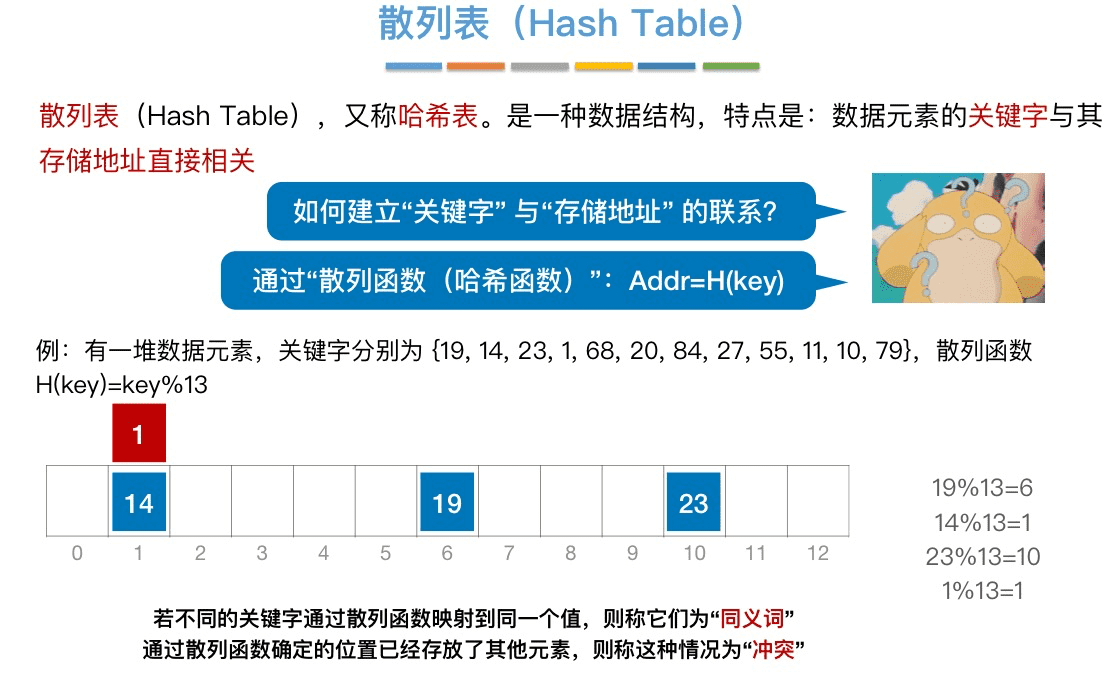 散列表（Hash Table）
散列表（Hash Table），又称哈希表。是一种数据结构，特点是：数据元素的关键字与其
存储地址直接相关
如何建立“关键字” 与“存储地址” 的联系？
通过“散列函数（哈希函数）”：Addr=H(key)
例：有一堆数据元素，关键字分别为 {19, 14, 23, 1, 68, 20, 84, 27, 55, 11, 10, 79}，散列函数
H(key)=key%13
1
14 19 23
0 1 2 3 4 5 6 7 8 9 10 11 12
19%13=6
14%13=1
23%13=10
1%13=1
若不同的关键字通过散列函数映射到同一个值，则称它们为“同义词”
通过散列函数确定的位置已经存放了其他元素，则称这种情况为“冲突”